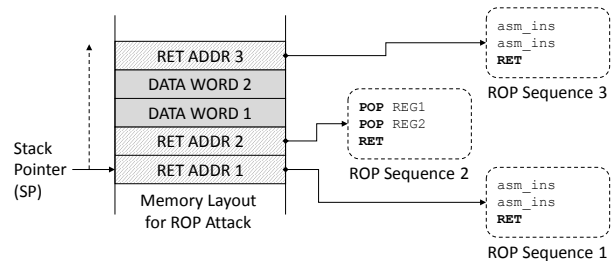 RET ADDR 3
DATA WORD 2
DATA WORD 1
RET ADDR 2
RET ADDR 1
Stack
Pointer
(SP)
Memory Layout
for ROP Attack
asm_ins
asm_ins
RET
ROP Sequence 3
POP REG1
POP REG2
RET
ROP Sequence 2
asm_ins
asm_ins
RET
ROP Sequence 1